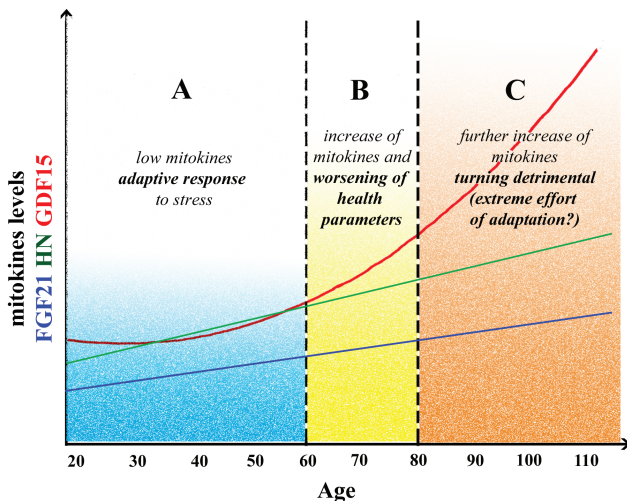 A
B
C
low mitokines
adaptive response
to stress
increase of
mitokines and
worsening of
health
parameters
further increase of
mitokines
turning detrimental
(extreme effort
of adaptation?)
mitokines levels
FGF21 HN GDF15
20 30 40 50 60 70 80 90 100 110
Age